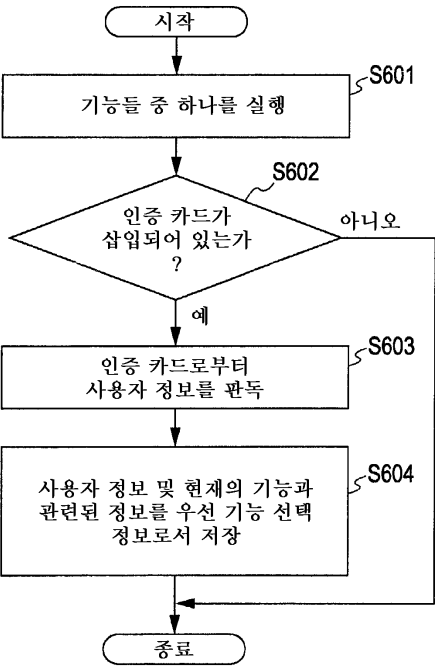 시작
S601
기능들 중 하나를 실행
S602
인증 카드가
삽입되어 있는가
?
아니오
예
S603
인증 카드로부터
사용자 정보를 판독
S604
사용자 정보 및 현재의 기능과
관련된 정보를 우선 기능 선택
정보로서 저장
종료